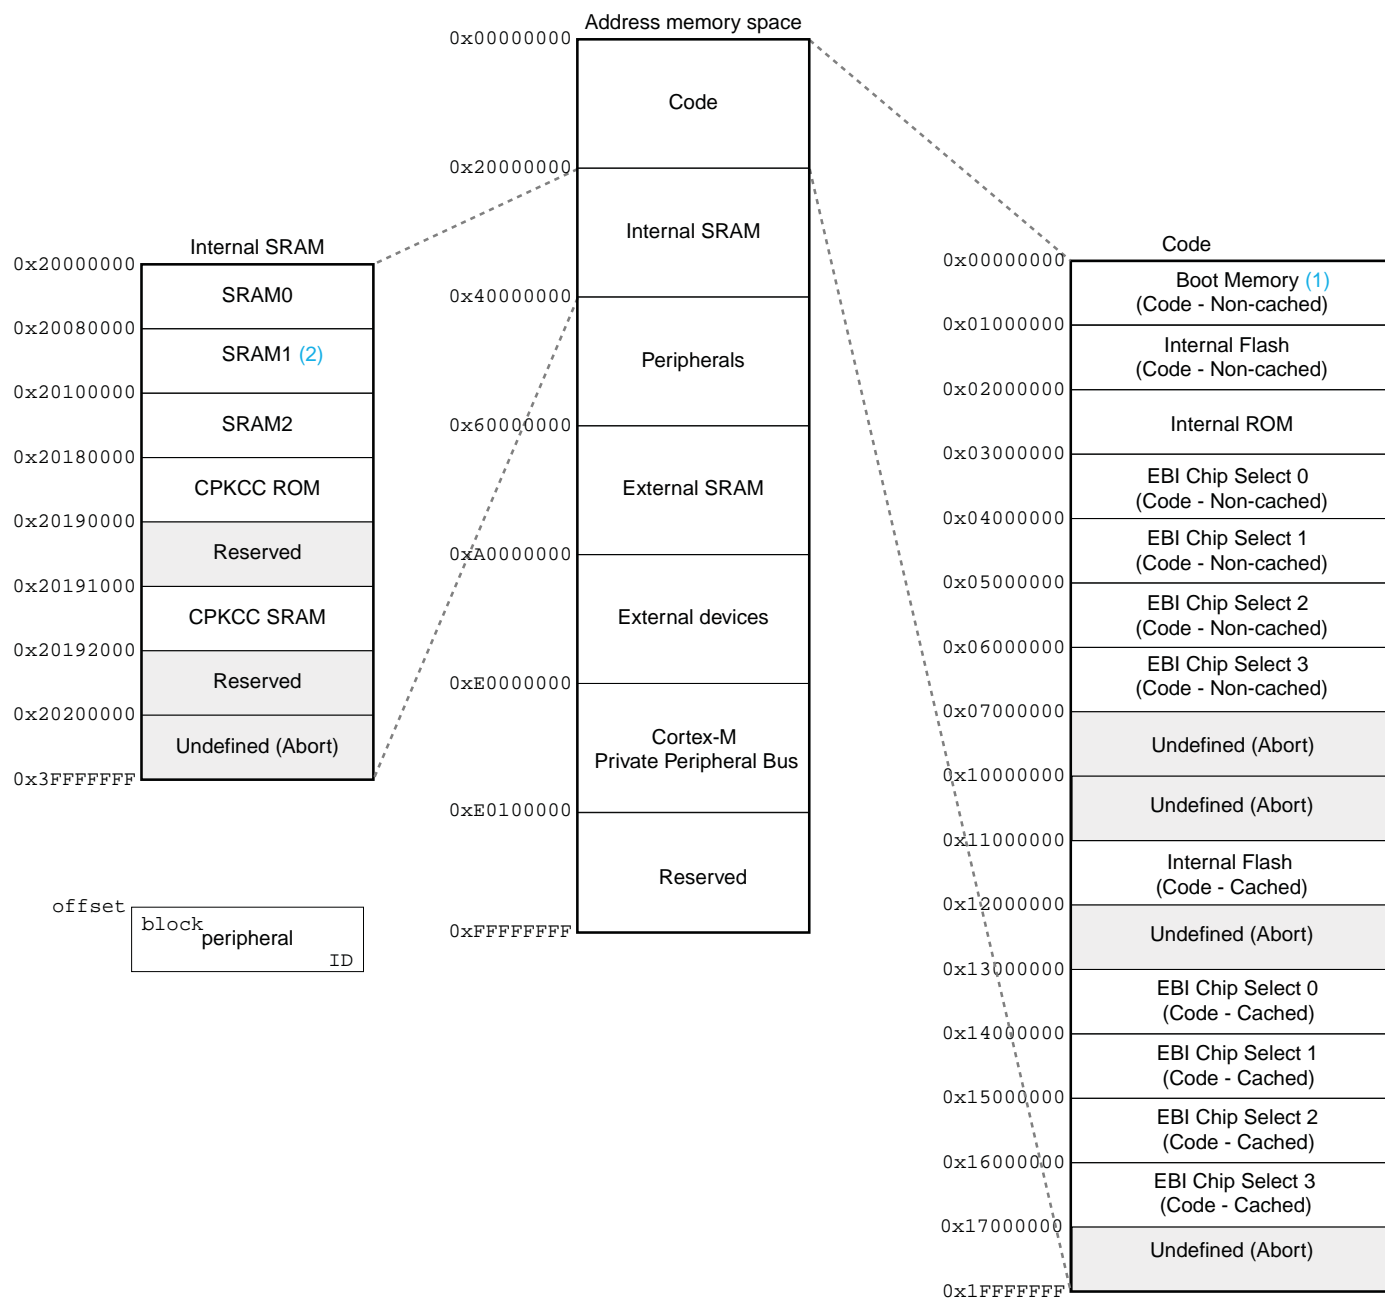 Address memory space
0x00000000
Code
0x20000000
Internal SRAM
0x40000000
Peripherals
0x60000000
External SRAM
0xA0000000
External devices
0xE0000000
Cortex-M
Private Peripheral Bus
0xE0100000
Reserved
0xFFFFFFFF
Internal SRAM
0x20000000
SRAM0
0x20080000
SRAM1 (2)
0x20100000
SRAM2
0x20180000
CPKCC ROM
0x20190000
Reserved
0x20191000
CPKCC SRAM
0x20192000
Reserved
0x20200000
Undefined (Abort)
0x3FFFFFFF
offset
block
peripheral
ID
Code
0x00000000
Boot Memory (1)
(Code - Non-cached)
0x01000000
Internal Flash
(Code - Non-cached)
0x02000000
Internal ROM
0x03000000
EBI Chip Select 0
(Code - Non-cached)
0x04000000
EBI Chip Select 1
(Code - Non-cached)
0x05000000
EBI Chip Select 2
(Code - Non-cached)
0x06000000
EBI Chip Select 3
(Code - Non-cached)
0x07000000
Undefined (Abort)
0x10000000
Undefined (Abort)
0x11000000
Internal Flash
(Code - Cached)
0x12000000
Undefined (Abort)
0x13000000
EBI Chip Select 0
(Code - Cached)
0x14000000
EBI Chip Select 1
(Code - Cached)
0x15000000
EBI Chip Select 2
(Code - Cached)
0x16000000
EBI Chip Select 3
(Code - Cached)
0x17000000
Undefined (Abort)
0x1FFFFFFF